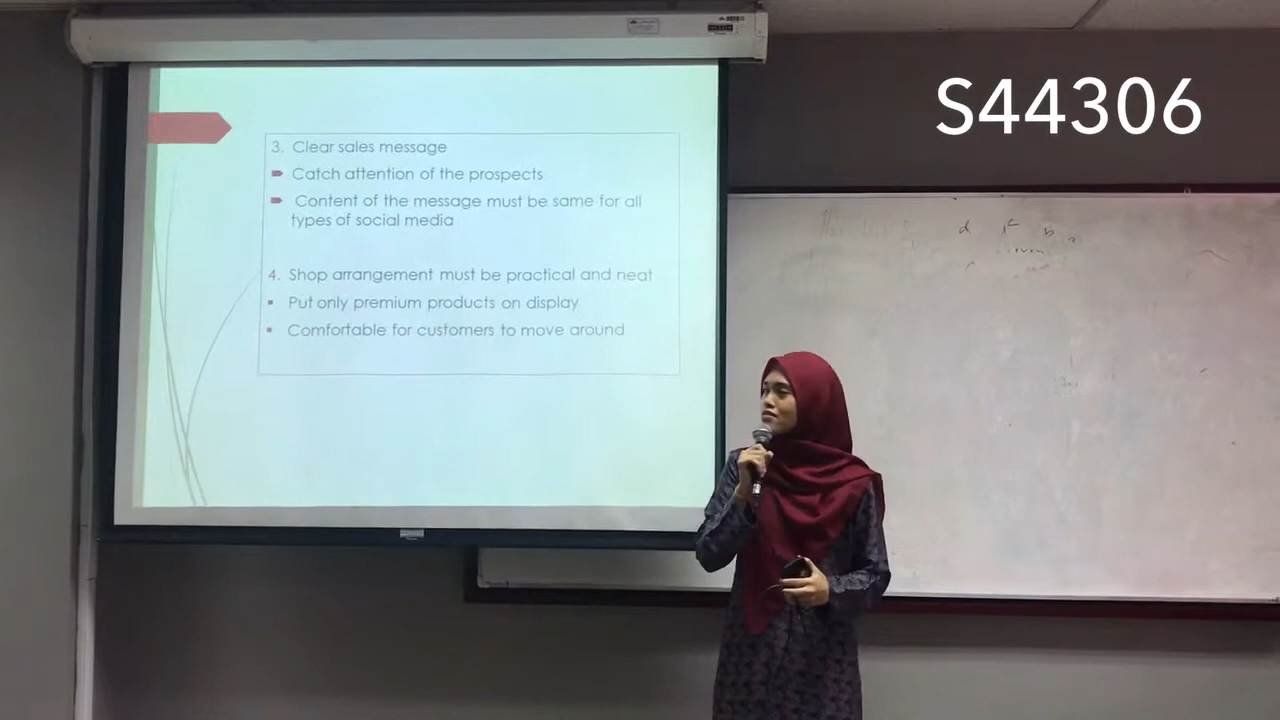 S44306
3. Clear sales message
Catch attention of the prospects
Content of the message must be same for all
types of social media
4. Shop arrangement must be practical and neat
Put only premium products on display
Comfortable for customers to move around